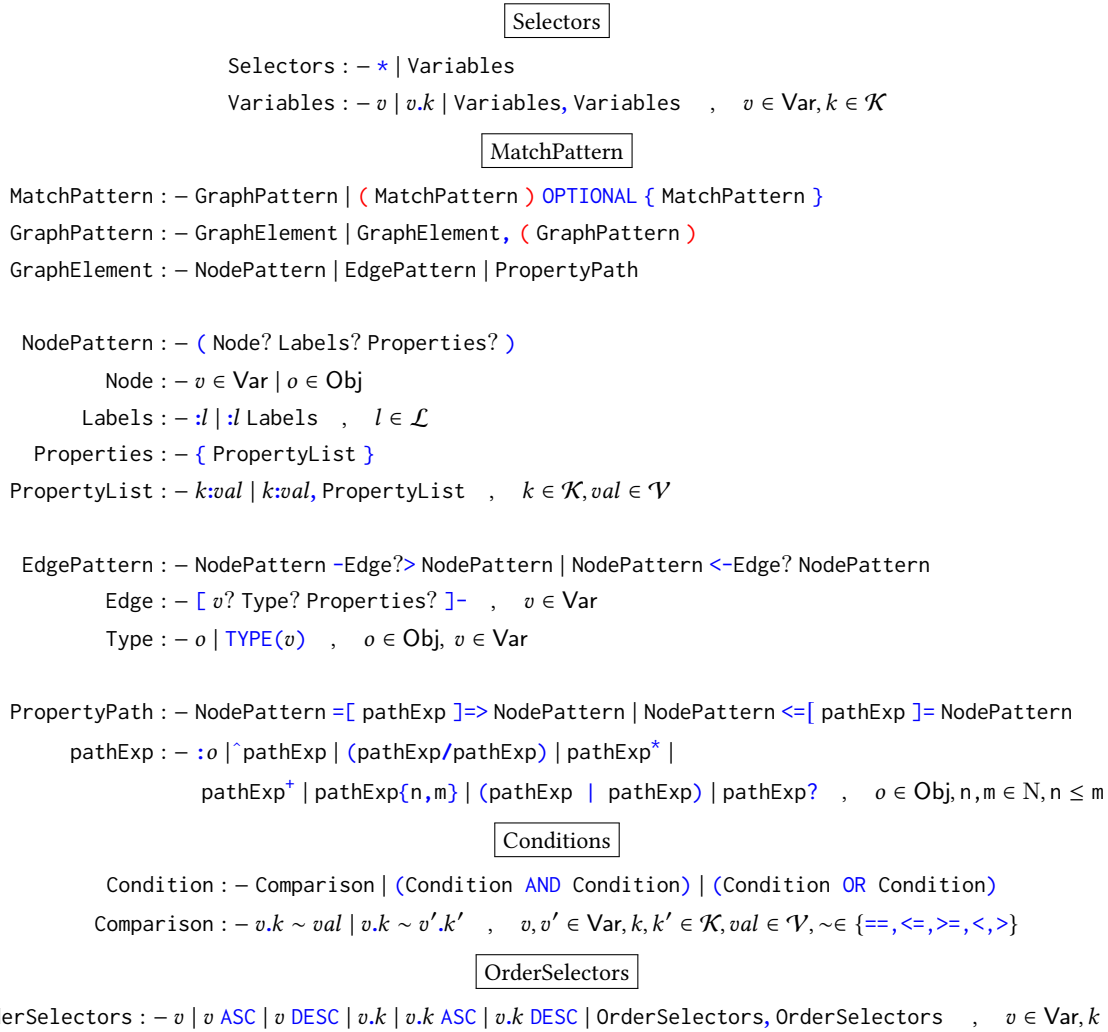 Selectors
Selectors : − * | Variables
Variables : − v | v.k | Variables, Variables , v ∈ Var, k ∈ 𝒦
MatchPattern
MatchPattern : − GraphPattern | ( MatchPattern ) OPTIONAL { MatchPattern }
GraphPattern : − GraphElement | GraphElement, ( GraphPattern )
GraphElement : − NodePattern | EdgePattern | PropertyPath
NodePattern : − ( Node? Labels? Properties? )
Node : − v ∈ Var | o ∈ Obj
Labels : − :l | :l Labels , l ∈ ℒ
Properties : − { PropertyList }
PropertyList : − k:val | k:val, PropertyList , k ∈ 𝒦, val ∈ 𝒱
EdgePattern : − NodePattern -Edge?> NodePattern | NodePattern <-Edge? NodePattern
Edge : − [ v? Type? Properties? ]- , v ∈ Var
Type : − o | TYPE(v) , o ∈ Obj, v ∈ Var
PropertyPath : − NodePattern =[ pathExp ]=> NodePattern | NodePattern <=[ pathExp ]= NodePattern
pathExp : − :o | ^pathExp | (pathExp/pathExp) | pathExp* |
pathExp⁺ | pathExp{n,m} | (pathExp | pathExp) | pathExp? , o ∈ Obj, n,m ∈ N, n ≤ m
Conditions
Condition : − Comparison | (Condition AND Condition) | (Condition OR Condition)
Comparison : − v.k ∼ val | v.k ∼ v′.k′ , v, v′ ∈ Var, k, k′ ∈ 𝒦, val ∈ 𝒱, ∼∈ {==,<=,>=,<,>}
OrderSelectors
derSelectors : − v | v ASC | v DESC | v.k | v.k ASC | v.k DESC | OrderSelectors, OrderSelectors , v ∈ Var, k